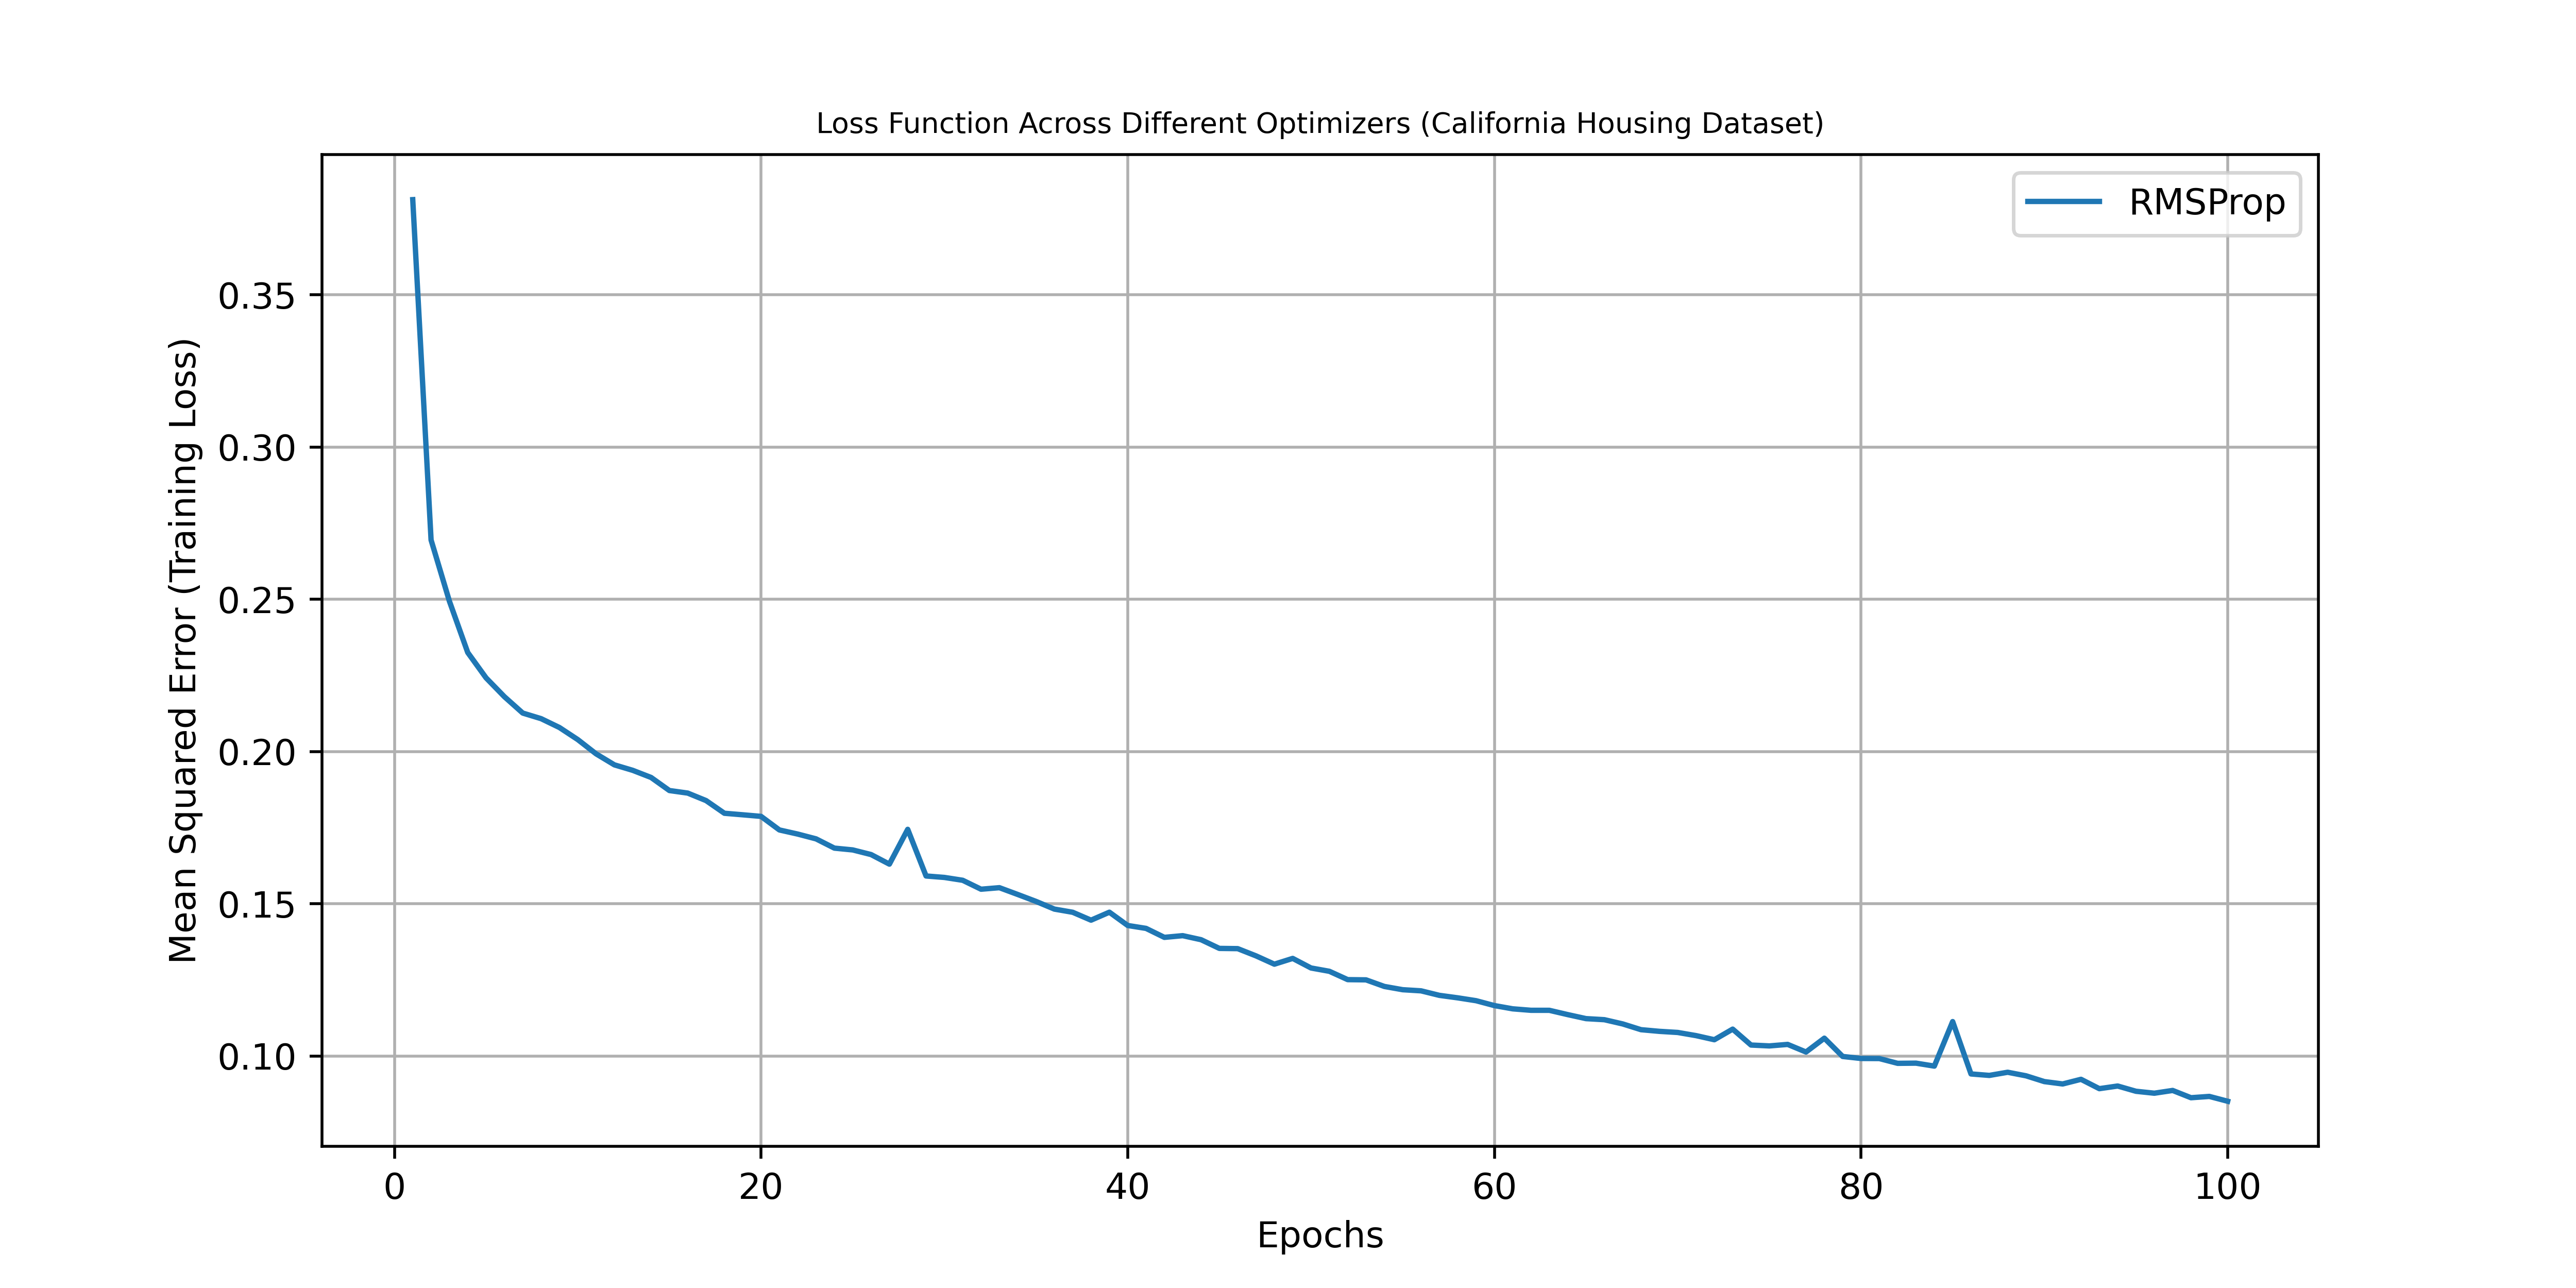 Loss Function Across Different Optimizers (California Housing Dataset)
RMSProp
Mean Squared Error (Training Loss)
0.35
0.30
0.25
0.20
0.15
0.10
0 20 40 60 80 100
Epochs